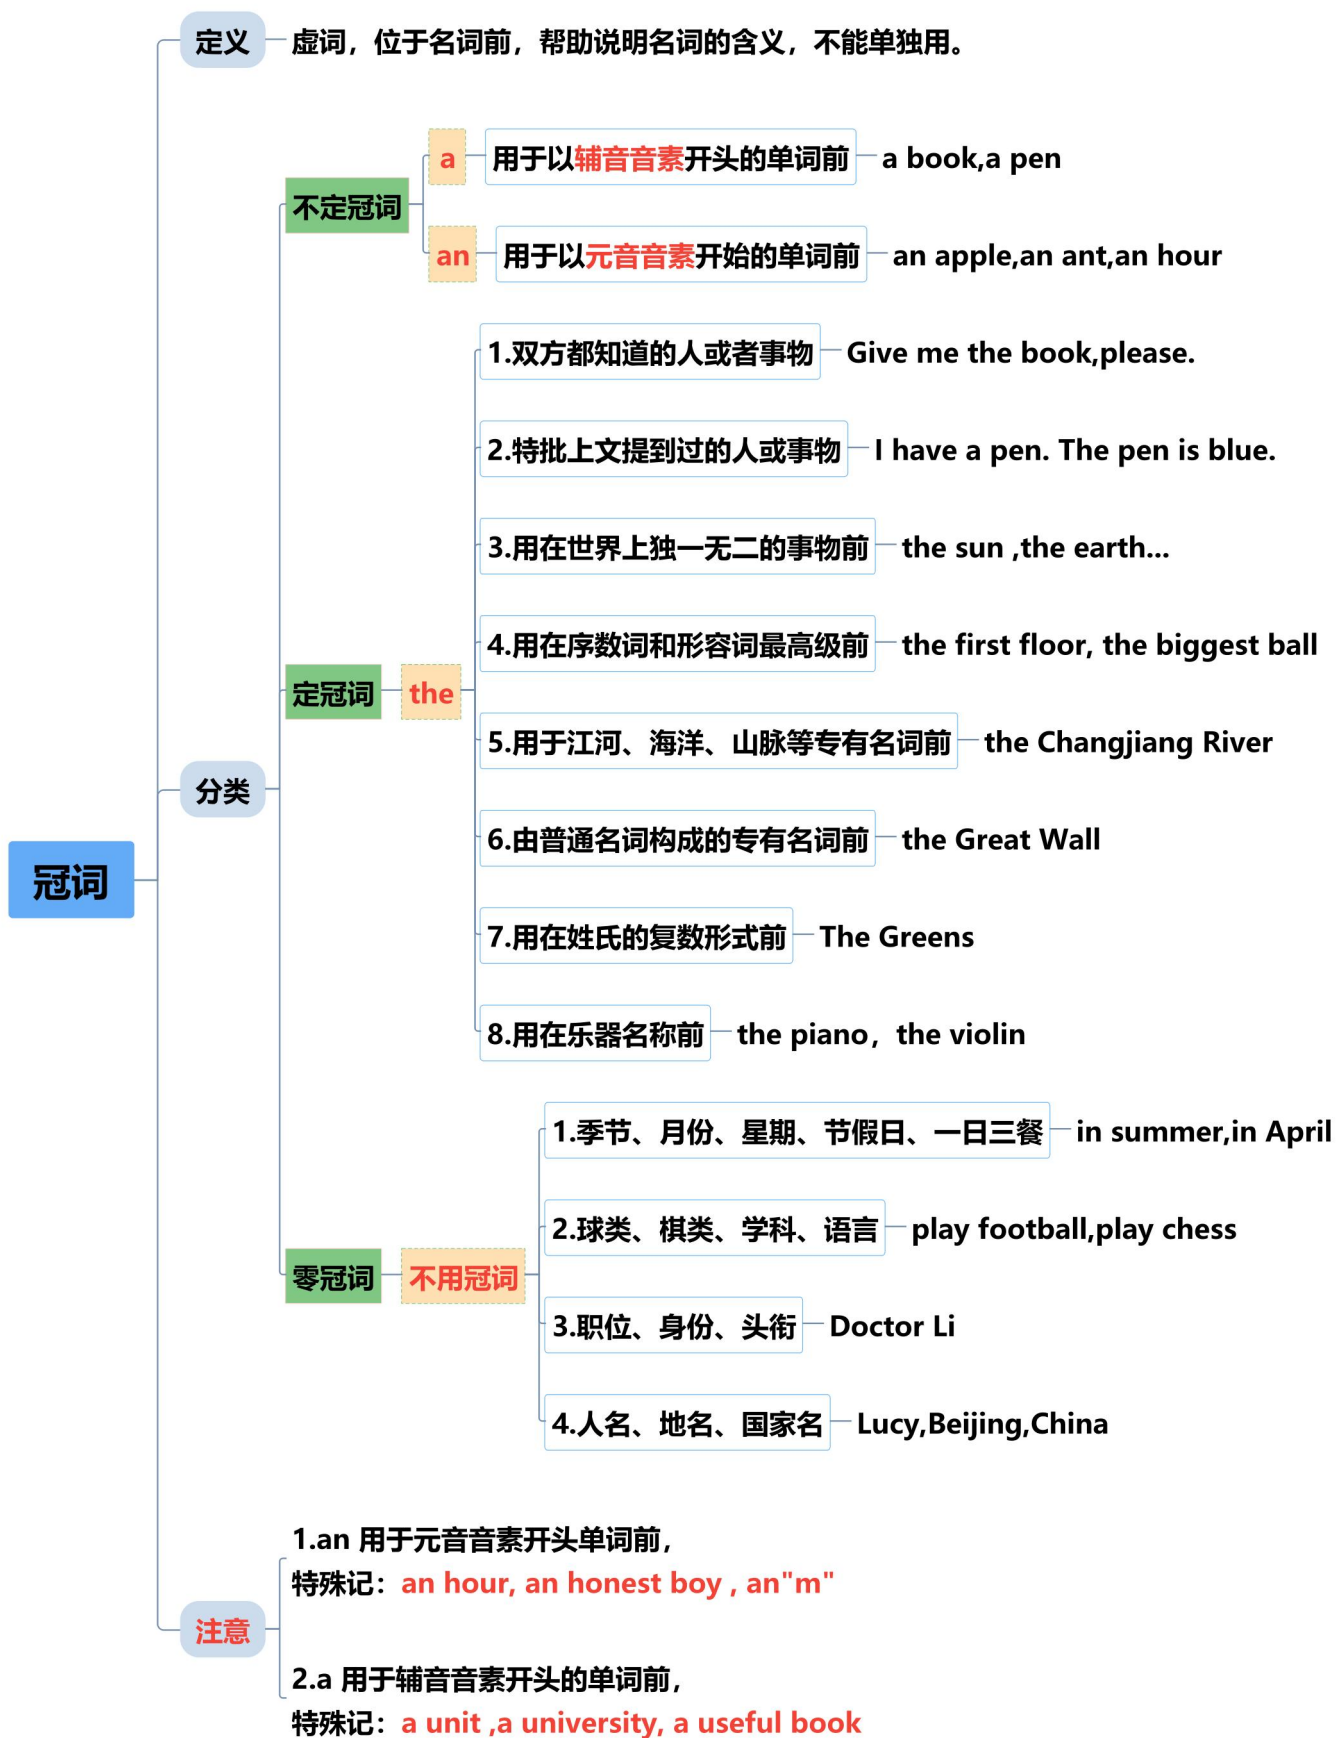 冠词
定义
虚词，位于名词前，帮助说明名词的含义，不能单独用。
分类
不定冠词
a
用于以辅音音素开头的单词前
a book,a pen
an
用于以元音音素开始的单词前
an apple,an ant,an hour
定冠词
the
1.双方都知道的人或者事物
Give me the book,please.
2.特批上文提到过的人或事物
I have a pen. The pen is blue.
3.用在世界上独一无二的事物前
the sun ,the earth...
4.用在序数词和形容词最高级前
the first floor, the biggest ball
5.用于江河、海洋、山脉等专有名词前
the Changjiang River
6.由普通名词构成的专有名词前
the Great Wall
7.用在姓氏的复数形式前
The Greens
8.用在乐器名称前
the piano，the violin
零冠词
不用冠词
1.季节、月份、星期、节假日、一日三餐
in summer,in April
2.球类、棋类、学科、语言
play football,play chess
3.职位、身份、头衔
Doctor Li
4.人名、地名、国家名
Lucy,Beijing,China
注意
1.an 用于元音音素开头单词前，
特殊记：an hour, an honest boy , an"m"
2.a 用于辅音音素开头的单词前，
特殊记：a unit ,a university, a useful book